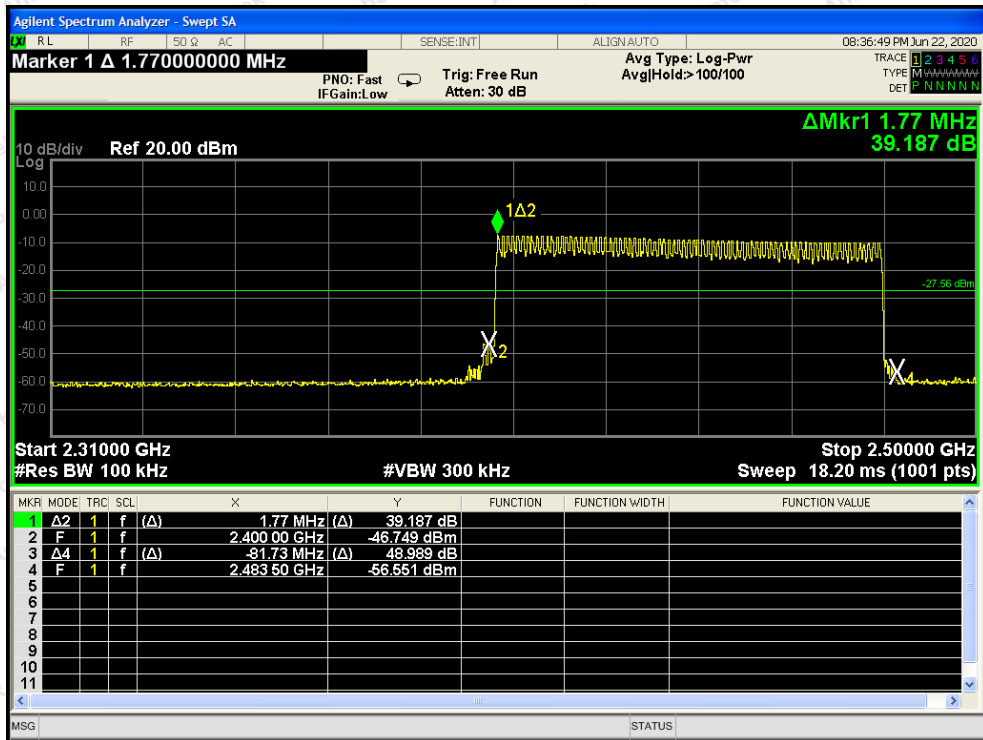 Agilent Spectrum Analyzer - Swept SA
LXI RL RF 50 Ω AC SENSE:INT ALIGN AUTO 08:36:49 PM Jun 22, 2020
Marker 1 Δ 1.770000000 MHz
PNO: Fast
IFGain:Low
Trig: Free Run
Atten: 30 dB
Avg Type: Log-Pwr
Avg|Hold:>100/100
TRACE 1 2 3 4 5 6
TYPE M WWWWW
DET P N N N N N
ΔMkr1 1.77 MHz
39.187 dB
10 dB/div Ref 20.00 dBm
Log
10.0
0.00
-10.0
-20.0
-30.0
-40.0
-50.0
-60.0
-70.0
1Δ2
-27.56 dBm
2
4
Start 2.31000 GHz Stop 2.50000 GHz
#Res BW 100 kHz #VBW 300 kHz Sweep 18.20 ms (1001 pts)
MKR MODE TRC SCL X Y FUNCTION FUNCTION WIDTH FUNCTION VALUE
1 Δ2 1 f (Δ) 1.77 MHz (Δ) 39.187 dB
2 F 1 f 2.400 00 GHz -46.749 dBm
3 Δ4 1 f (Δ) -81.73 MHz (Δ) 48.989 dB
4 F 1 f 2.483 50 GHz -56.551 dBm
5
6
7
8
9
10
11
MSG STATUS